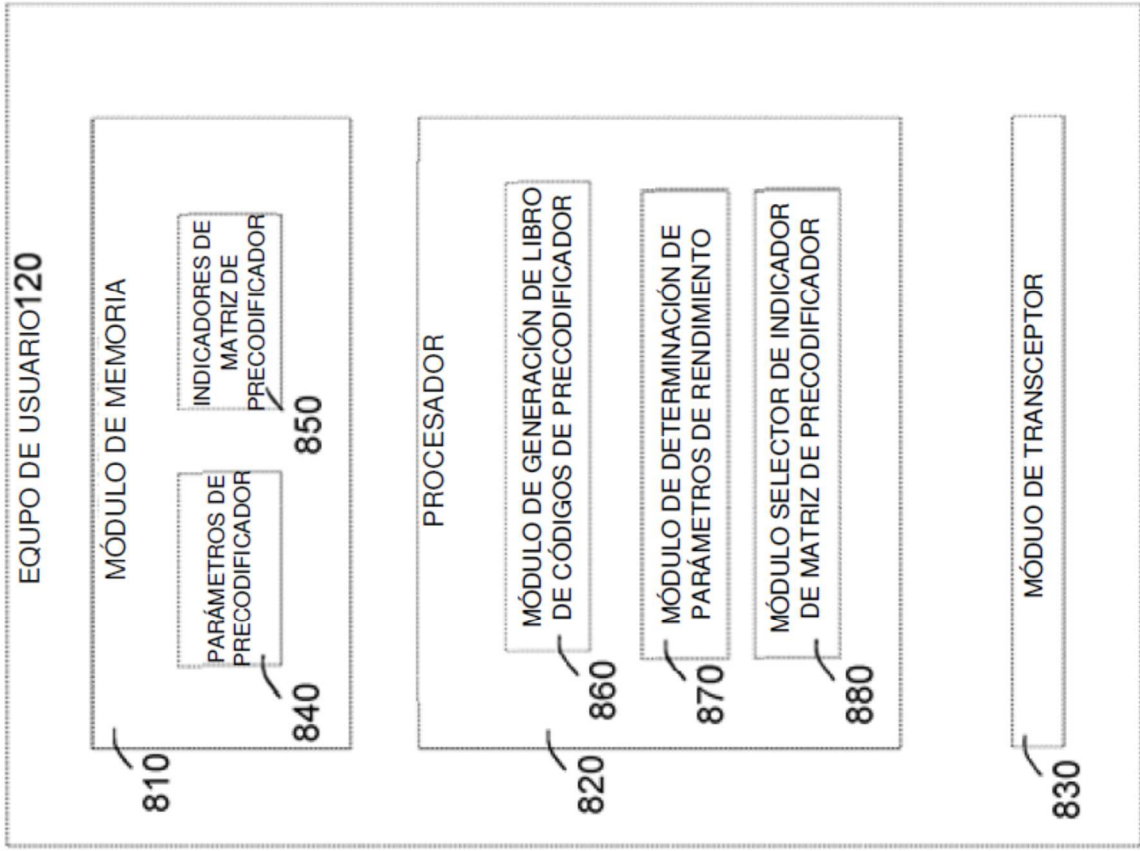 EQUPO DE USUARIO120
MÓDULO DE MEMORIA
810
PARÁMETROS DE
PRECODIFICADOR
840
INDICADORES DE
MATRIZ DE
PRECODIFICADOR
850
PROCESADOR
820
MÓDULO DE GENERACIÓN DE LIBRO
DE CÓDIGOS DE PRECODIFICADOR
860
MÓDULO DE DETERMINACIÓN DE
PARÁMETROS DE RENDIMIENTO
870
MÓDULO SELECTOR DE INDICADOR
DE MATRIZ DE PRECODIFICADOR
880
MÓDUO DE TRANSCEPTOR
830